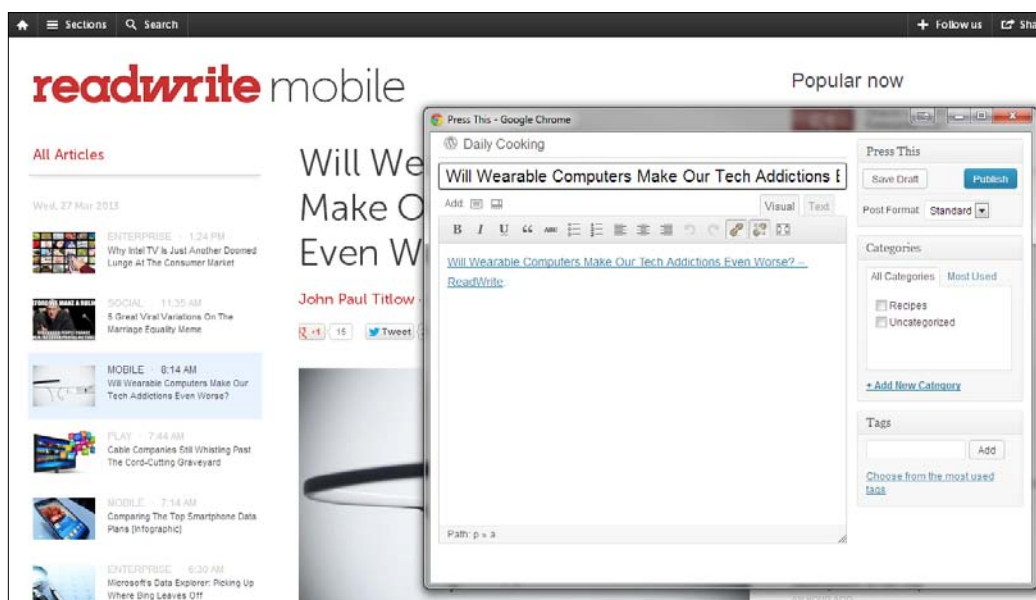 Sections Search + Follow us
readwrite mobile
Popular now
All Articles
Wed, 27 Mar 2013
ENTERPRISE · 1:24 PM
Why Intel TV Is Just Another Doomed
Lunge At The Consumer Market
SOCIAL · 11:35 AM
5 Great Viral Variations On The
Marriage Equality Meme
MOBILE · 8:14 AM
Will Wearable Computers Make Our
Tech Addictions Even Worse?
PLAY · 7:44 AM
Cable Companies Still Whistling Past
The Cord-Cutting Graveyard
MOBILE · 7:14 AM
Comparing The Top Smartphone Data
Plans [Infographic]
ENTERPRISE · 6:30 AM
Microsoft's Data Explorer: Picking Up
Where Bing Leaves Off
Will We
Make O
Even W
John Paul Titlow ·
+1 15 Tweet
Press This - Google Chrome
Daily Cooking
Will Wearable Computers Make Our Tech Addictions E
Add: Visual Text
B I U “ ABC
Will Wearable Computers Make Our Tech Addictions Even Worse? –
ReadWrite.
Path: p » a
Press This
Save Draft Publish
Post Format: Standard
Categories
All Categories Most Used
Recipes
Uncategorized
+ Add New Category
Tags
Add
Choose from the most used
tags